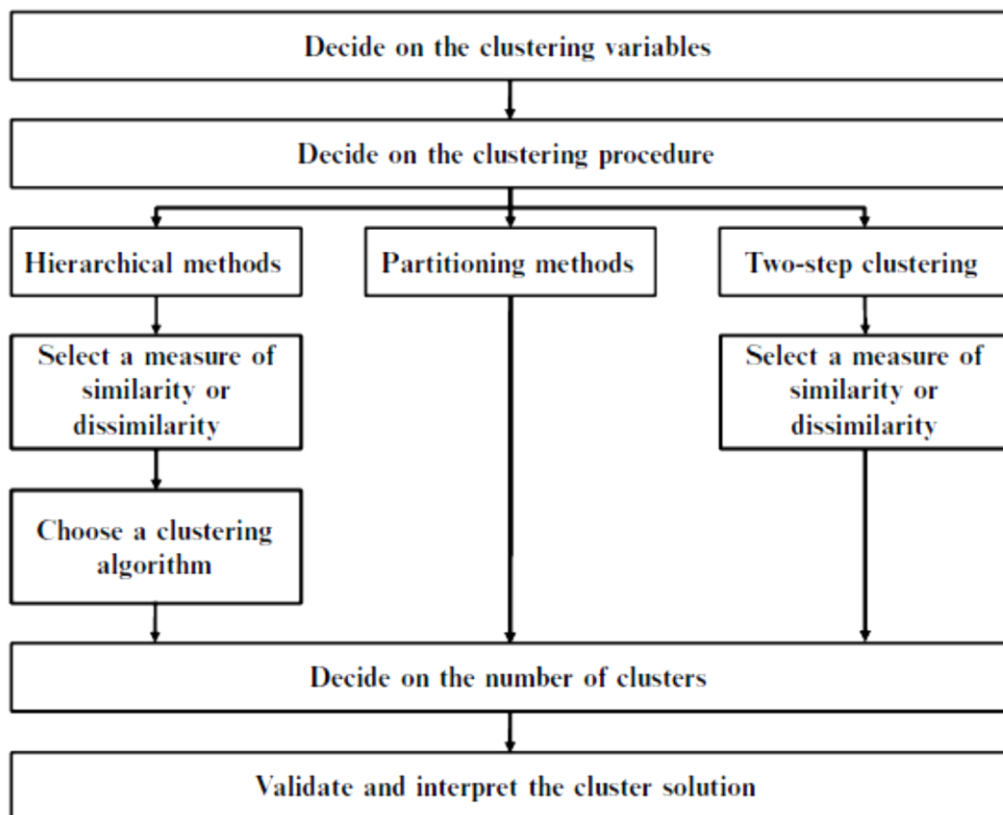 Decide on the clustering variables
Decide on the clustering procedure
Hierarchical methods
Partitioning methods
Two-step clustering
Select a measure of
similarity or
dissimilarity
Select a measure of
similarity or
dissimilarity
Choose a clustering
algorithm
Decide on the number of clusters
Validate and interpret the cluster solution